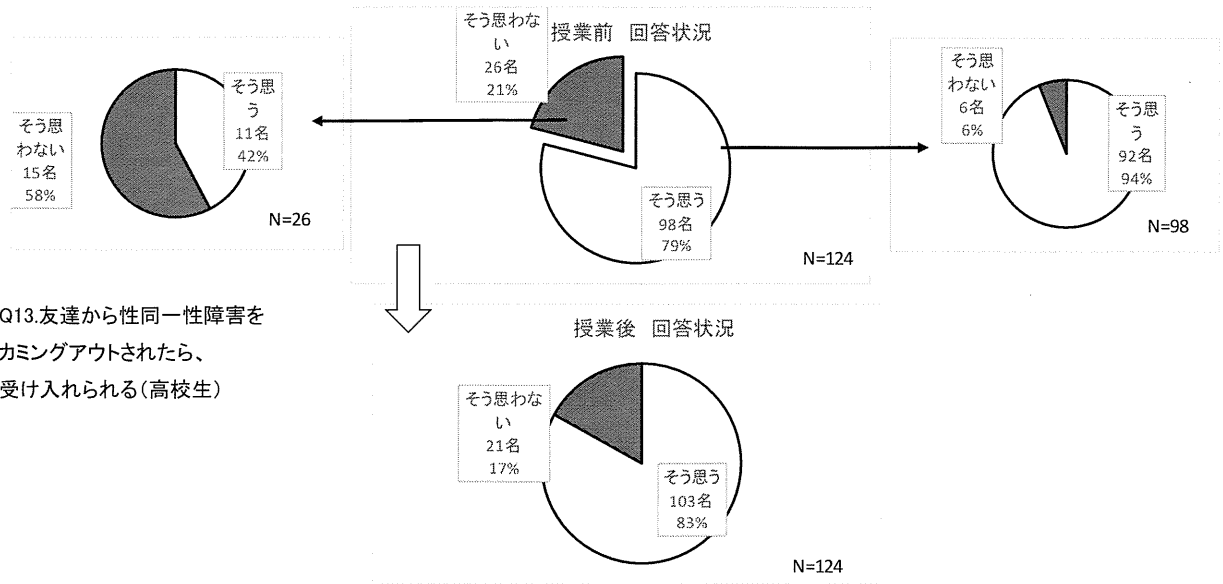 授業前 回答状況
そう思わな
い
26名
21%
そう思う
98名
79%
N=124
そう思
わない
15名
58%
そう思
う
11名
42%
N=26
そう思
わない
6名
6%
そう思
う
92名
94%
N=98
Q13.友達から性同一性障害を
カミングアウトされたら、
受け入れられる（高校生）
授業後 回答状況
そう思わな
い
21名
17%
そう思う
103名
83%
N=124